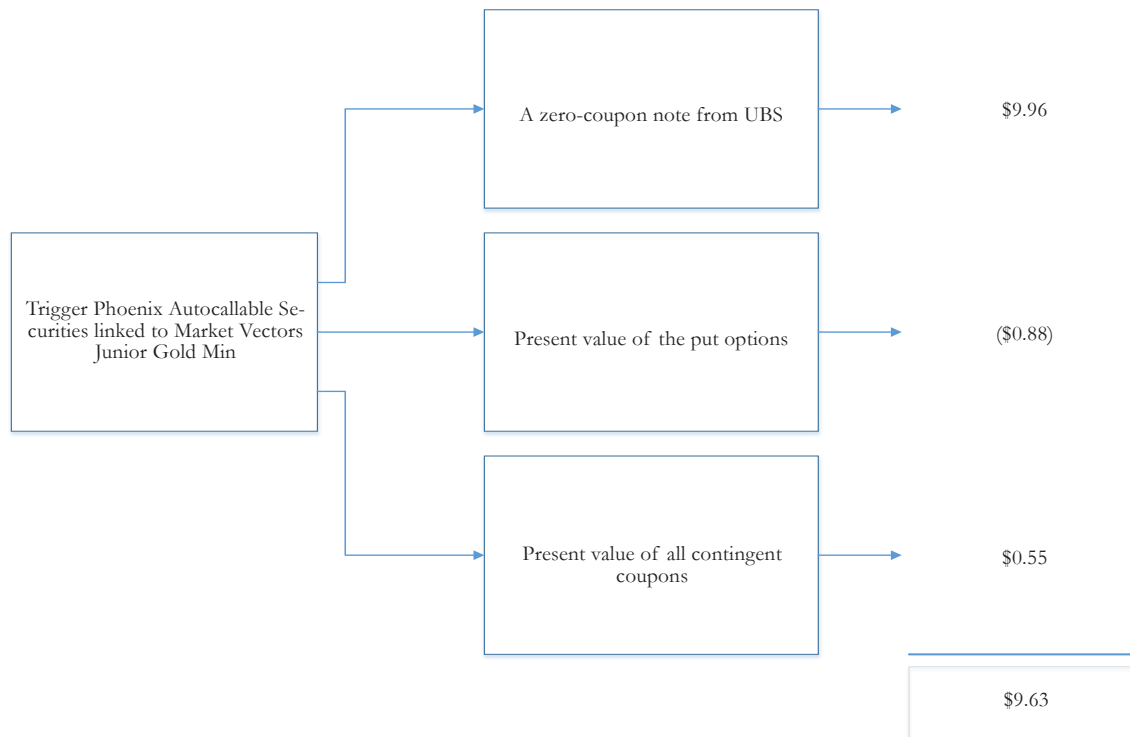 A zero-coupon note from UBS
$9.96
Trigger Phoenix Autocallable Se-
curities linked to Market Vectors
Junior Gold Min
Present value of the put options
($0.88)
Present value of all contingent
coupons
$0.55
$9.63